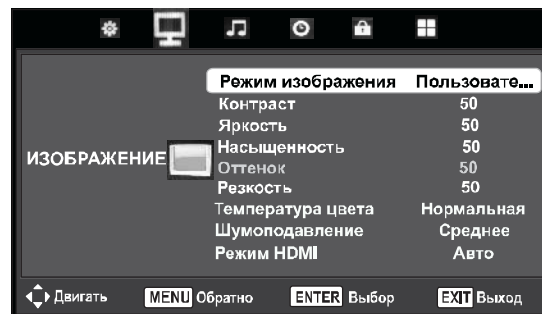 Режим изображения Пользовате...
Контраст 50
Яркость 50
Насыщенность 50
ИЗОБРАЖЕНИЕ
Оттенок 50
Резкость 50
Температура цвета Нормальная
Шумоподавление Среднее
Режим HDMI Авто
Двигать MENU Обратно ENTER Выбор EXIT Выход